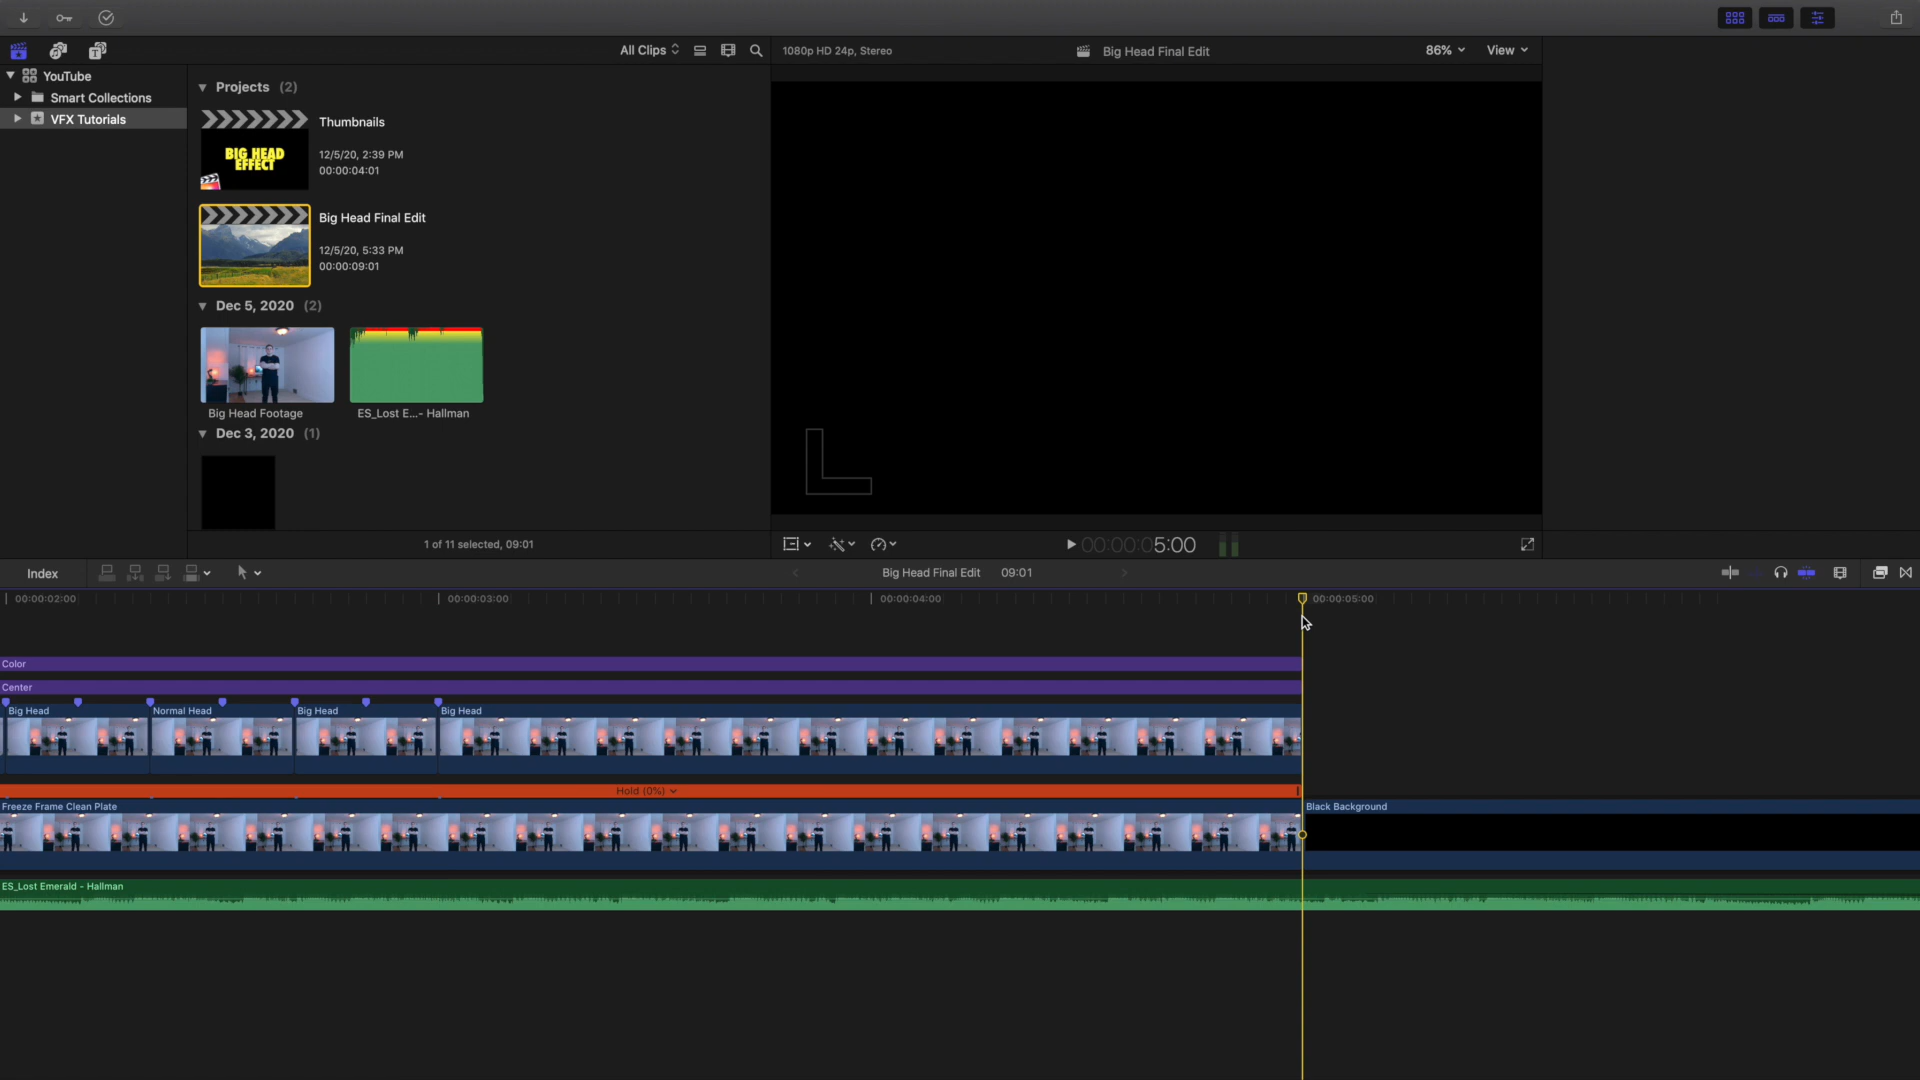 All Clips
1080p HD 24p, Stereo
Big Head Final Edit
86%
View
YouTube
Smart Collections
VFX Tutorials
Projects (2)
BIG HEAD
EFFECT
Thumbnails
12/5/20, 2:39 PM
00:00:04:01
Big Head Final Edit
12/5/20, 5:33 PM
00:00:09:01
Dec 5, 2020 (2)
Big Head Footage
ES_Lost E...- Hallman
Dec 3, 2020 (1)
1 of 11 selected, 09:01
00:00:05:00
Index
Big Head Final Edit 09:01
00:00:02:00
00:00:03:00
00:00:04:00
00:00:05:00
Color
Center
Big Head
Normal Head
Big Head
Big Head
Hold (0%)
Freeze Frame Clean Plate
Black Background
ES_Lost Emerald - Hallman